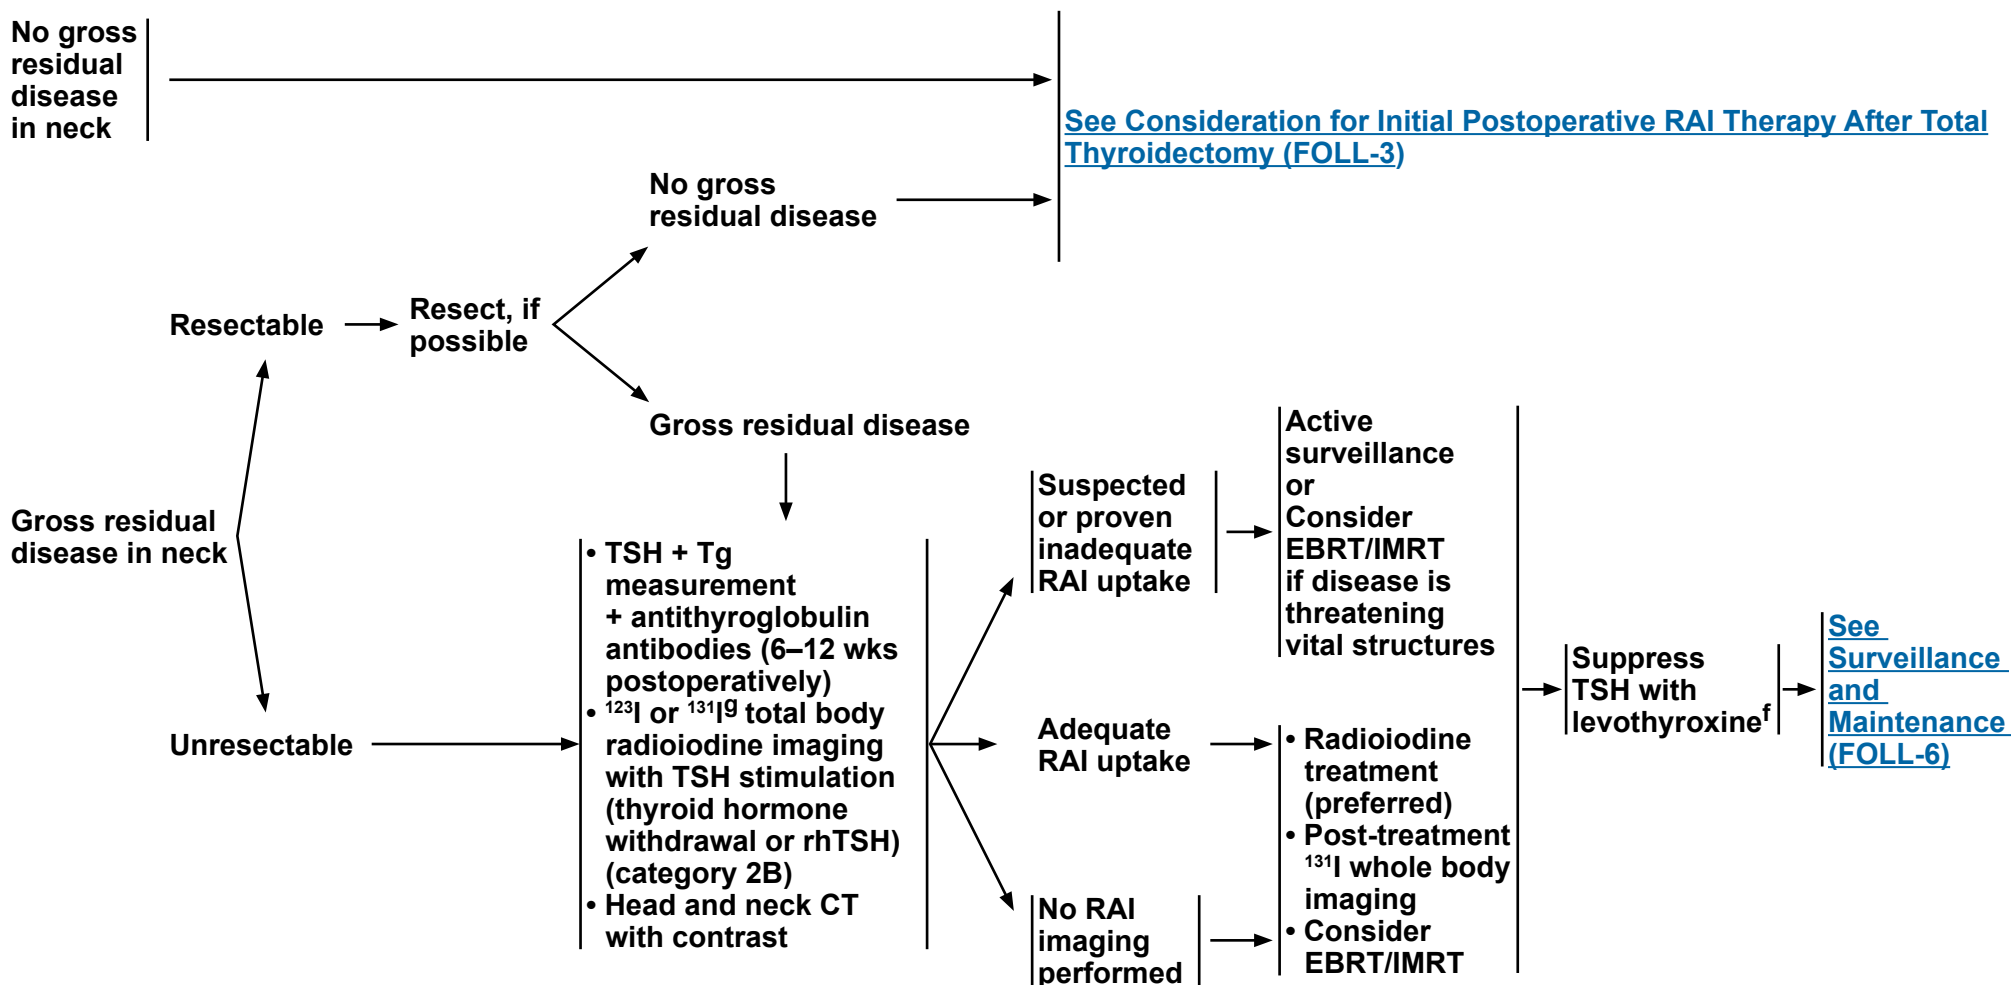 No gross
residual
disease
in neck
See Consideration for Initial Postoperative RAI Therapy After Total
Thyroidectomy (FOLL-3)
No gross
residual disease
Resectable
Resect, if
possible
Gross residual disease
Gross residual
disease in neck
Unresectable
• TSH + Tg
measurement
+ antithyroglobulin
antibodies (6–12 wks
postoperatively)
• ¹²³I or ¹³¹Iᵍ total body
radioiodine imaging
with TSH stimulation
(thyroid hormone
withdrawal or rhTSH)
(category 2B)
• Head and neck CT
with contrast
Suspected
or proven
inadequate
RAI uptake
Active
surveillance
or
Consider
EBRT/IMRT
if disease is
threatening
vital structures
Adequate
RAI uptake
No RAI
imaging
performed
• Radioiodine
treatment
(preferred)
• Post-treatment
¹³¹I whole body
imaging
• Consider
EBRT/IMRT
Suppress
TSH with
levothyroxineᶠ
See
Surveillance
and
Maintenance
(FOLL-6)